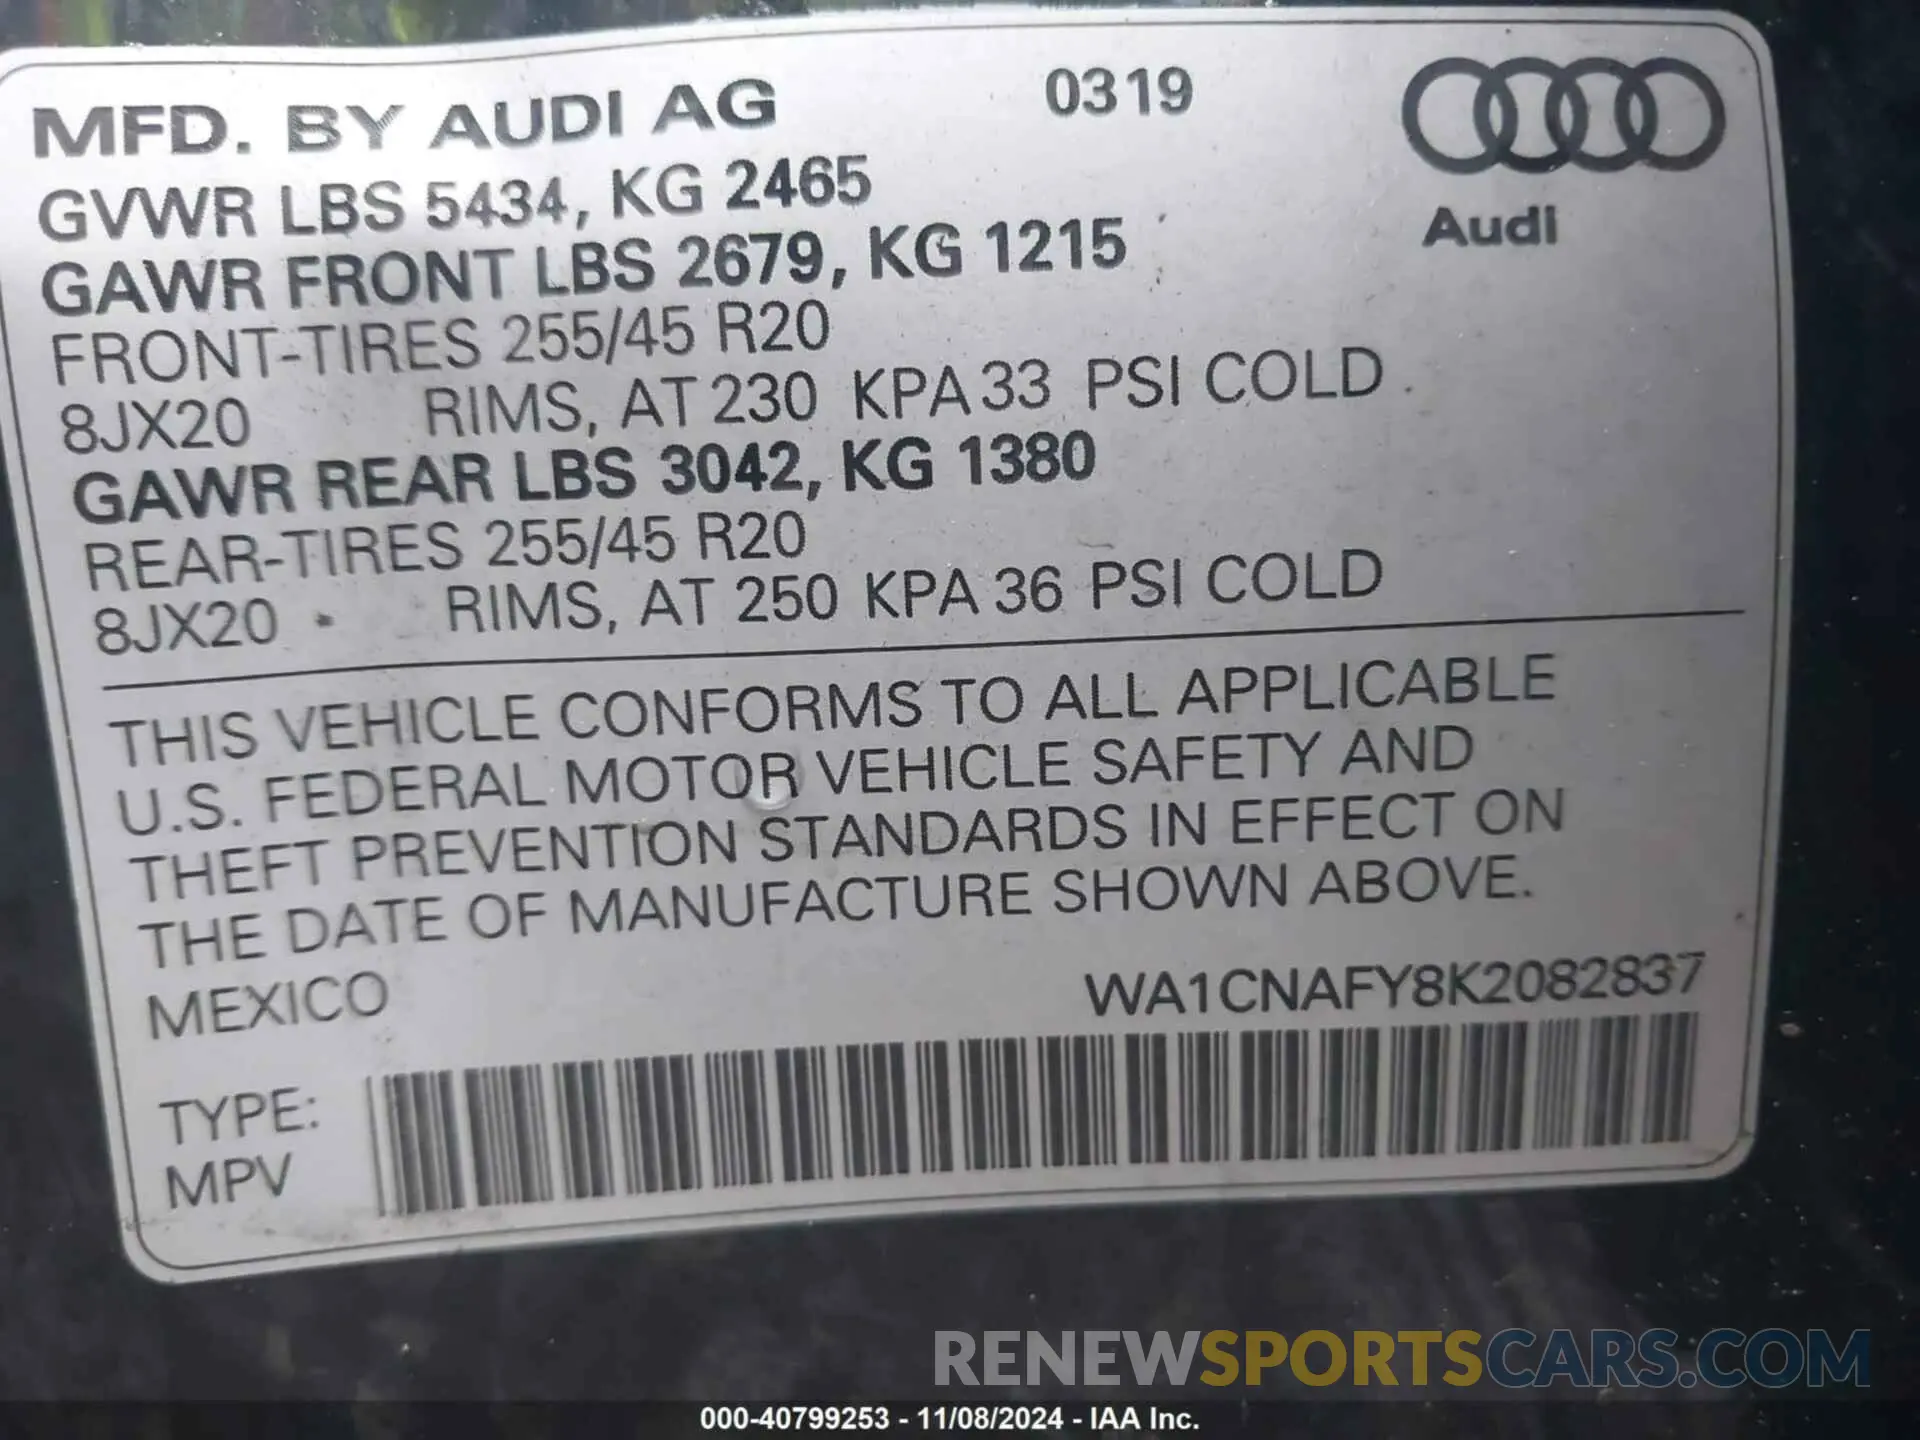 MFD. BY AUDI AG 0319
GVWR LBS 5434, KG 2465
Audi
GAWR FRONT LBS 2679, KG 1215
FRONT-TIRES 255/45 R20
8JX20 RIMS, AT 230 KPA 33 PSI COLD
GAWR REAR LBS 3042, KG 1380
REAR-TIRES 255/45 R20
8JX20 RIMS, AT 250 KPA 36 PSI COLD
THIS VEHICLE CONFORMS TO ALL APPLICABLE
U.S. FEDERAL MOTOR VEHICLE SAFETY AND
THEFT PREVENTION STANDARDS IN EFFECT ON
THE DATE OF MANUFACTURE SHOWN ABOVE.
MEXICO WA1CNAFY8K2082837
TYPE:
MPV
RENEWSPORTSCARS.COM
000-40799253 - 11/08/2024 - IAA Inc.